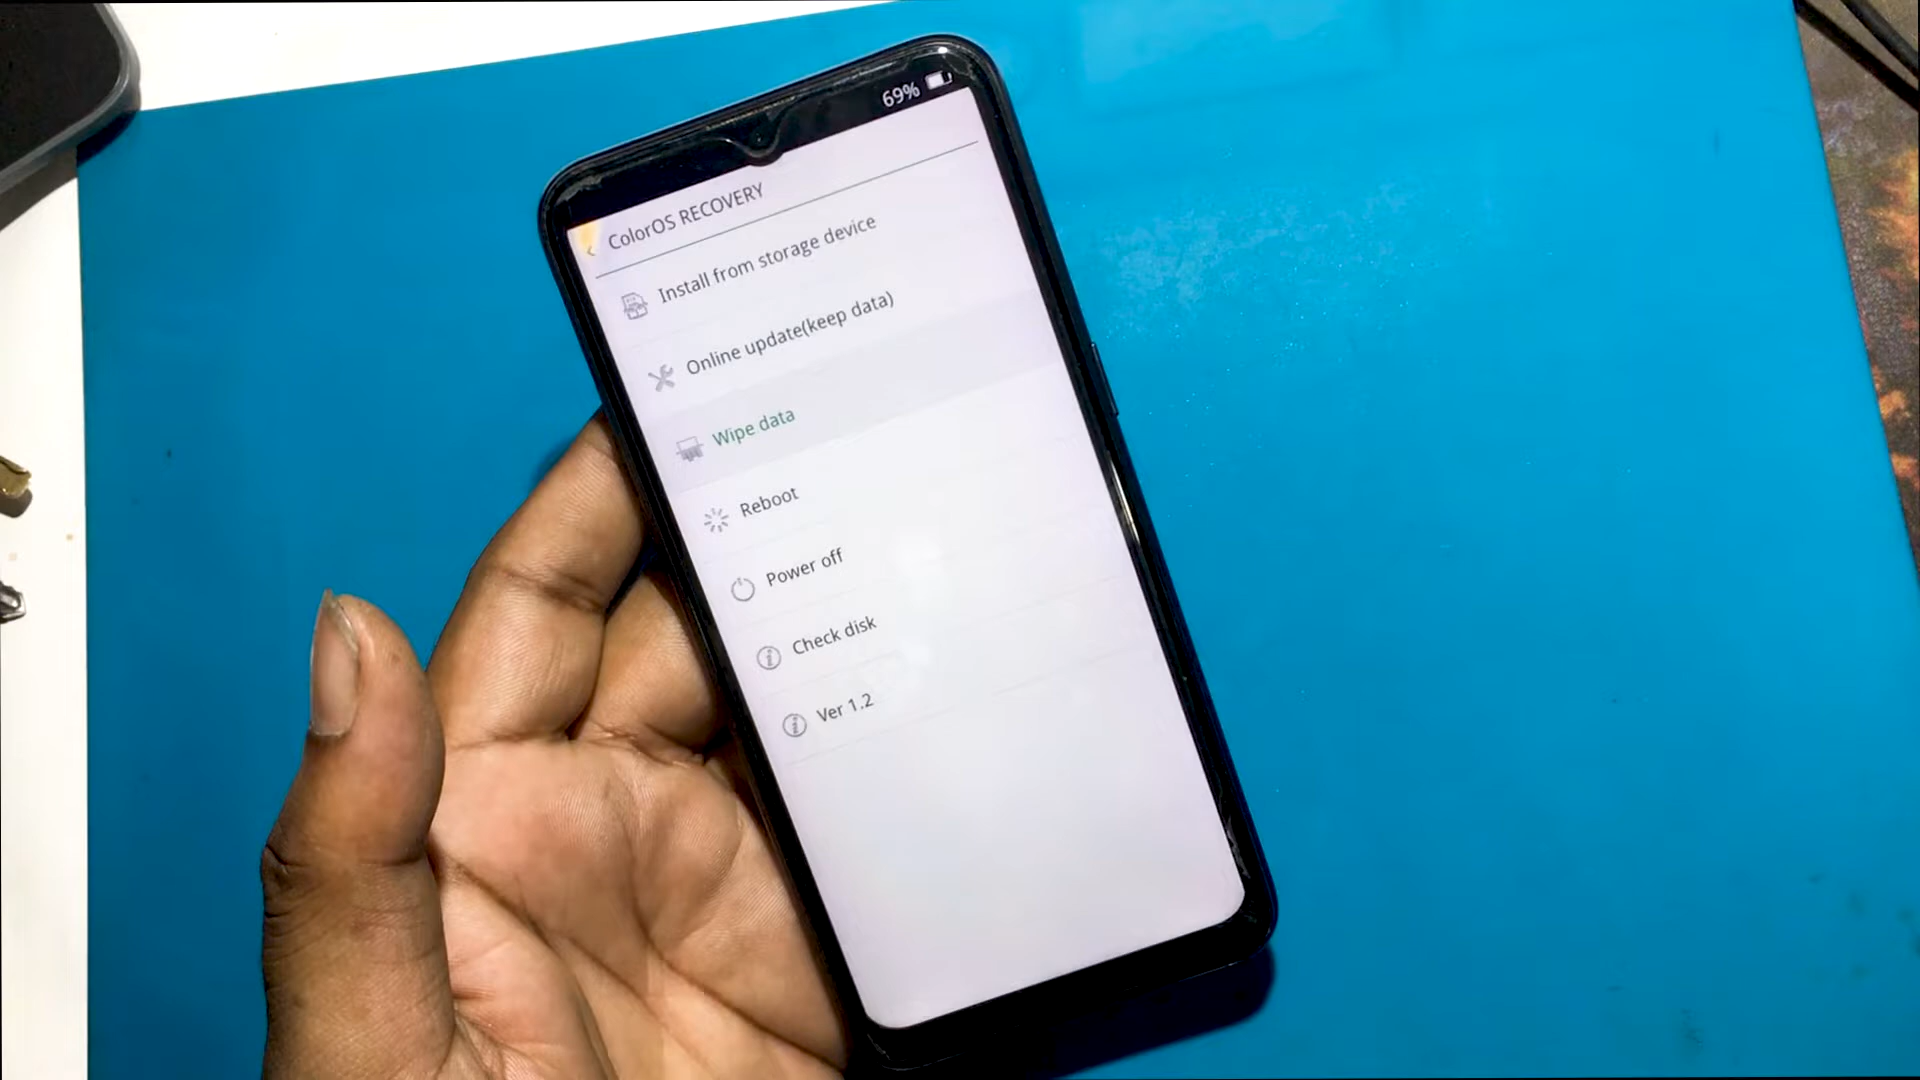 69%
ColorOS RECOVERY
Install from storage device
Online update(keep data)
Wipe data
Reboot
Power off
Check disk
Ver 1.2